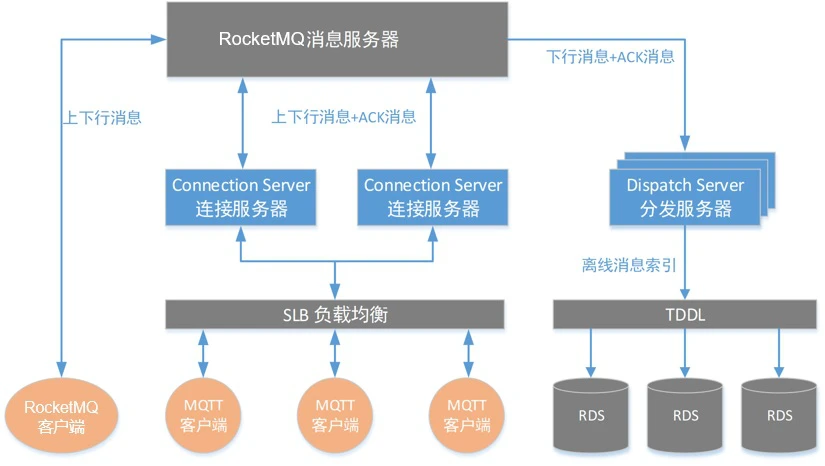 RocketMQ消息服务器
下行消息+ACK消息
上下行消息
上下行消息+ACK消息
Connection Server
连接服务器
Connection Server
连接服务器
Dispatch Server
分发服务器
离线消息索引
SLB 负载均衡
TDDL
RocketMQ
客户端
MQTT
客户端
MQTT
客户端
MQTT
客户端
RDS
RDS
RDS